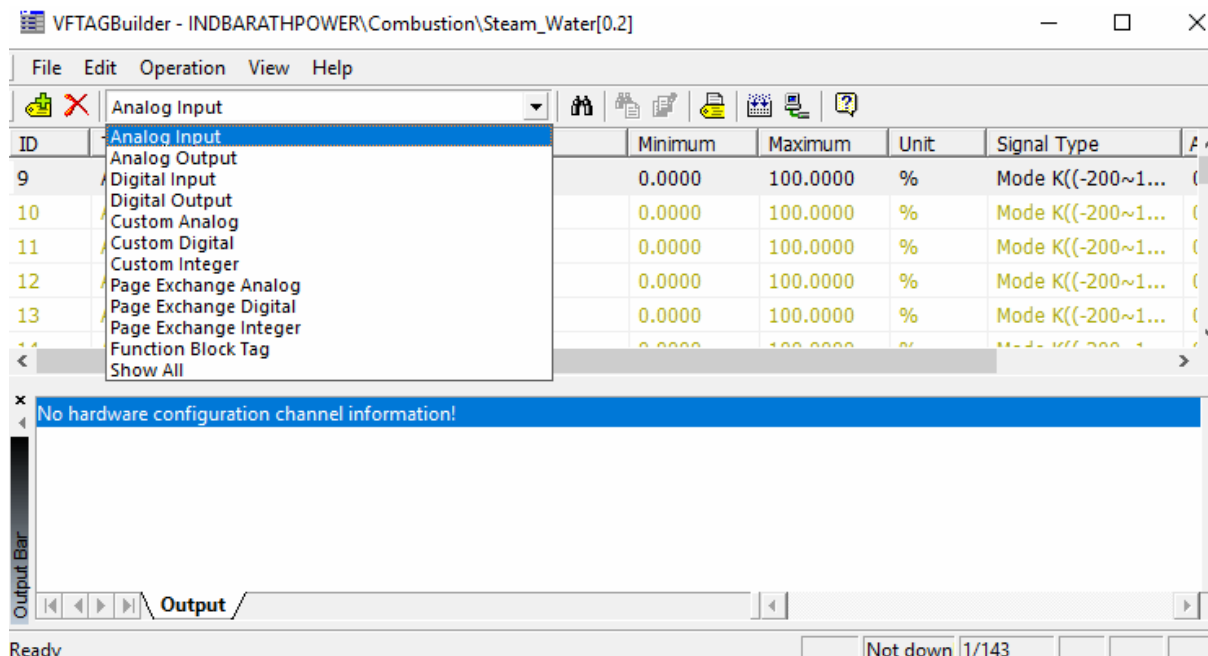 VFTAGBuilder - INDBARATHPOWER\Combustion\Steam_Water[0.2]
File Edit Operation View Help
Analog Input
ID Minimum Maximum Unit Signal Type
Analog Input
Analog Output
Digital Input
Digital Output
Custom Analog
Custom Digital
Custom Integer
Page Exchange Analog
Page Exchange Digital
Page Exchange Integer
Function Block Tag
Show All
9 0.0000 100.0000 % Mode K((-200~1...
10 0.0000 100.0000 % Mode K((-200~1...
11 0.0000 100.0000 % Mode K((-200~1...
12 0.0000 100.0000 % Mode K((-200~1...
13 0.0000 100.0000 % Mode K((-200~1...
No hardware configuration channel information!
Output Bar
Output
Ready Not down 1/143